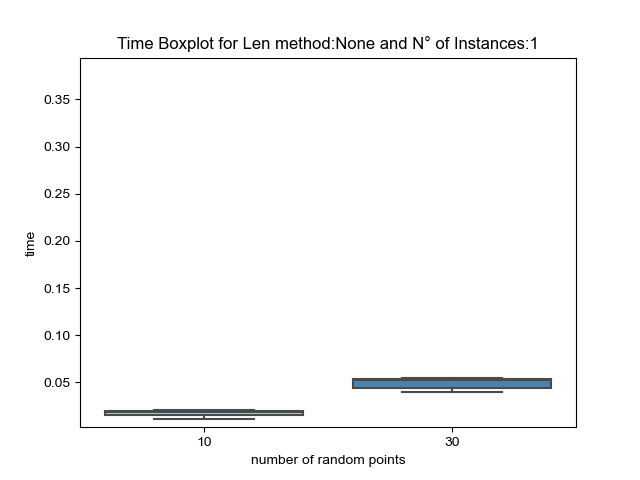 Time Boxplot for Len method:None and N° of Instances:1
0.35
0.30
0.25
0.20
0.15
0.10
0.05
time
10 30
number of random points